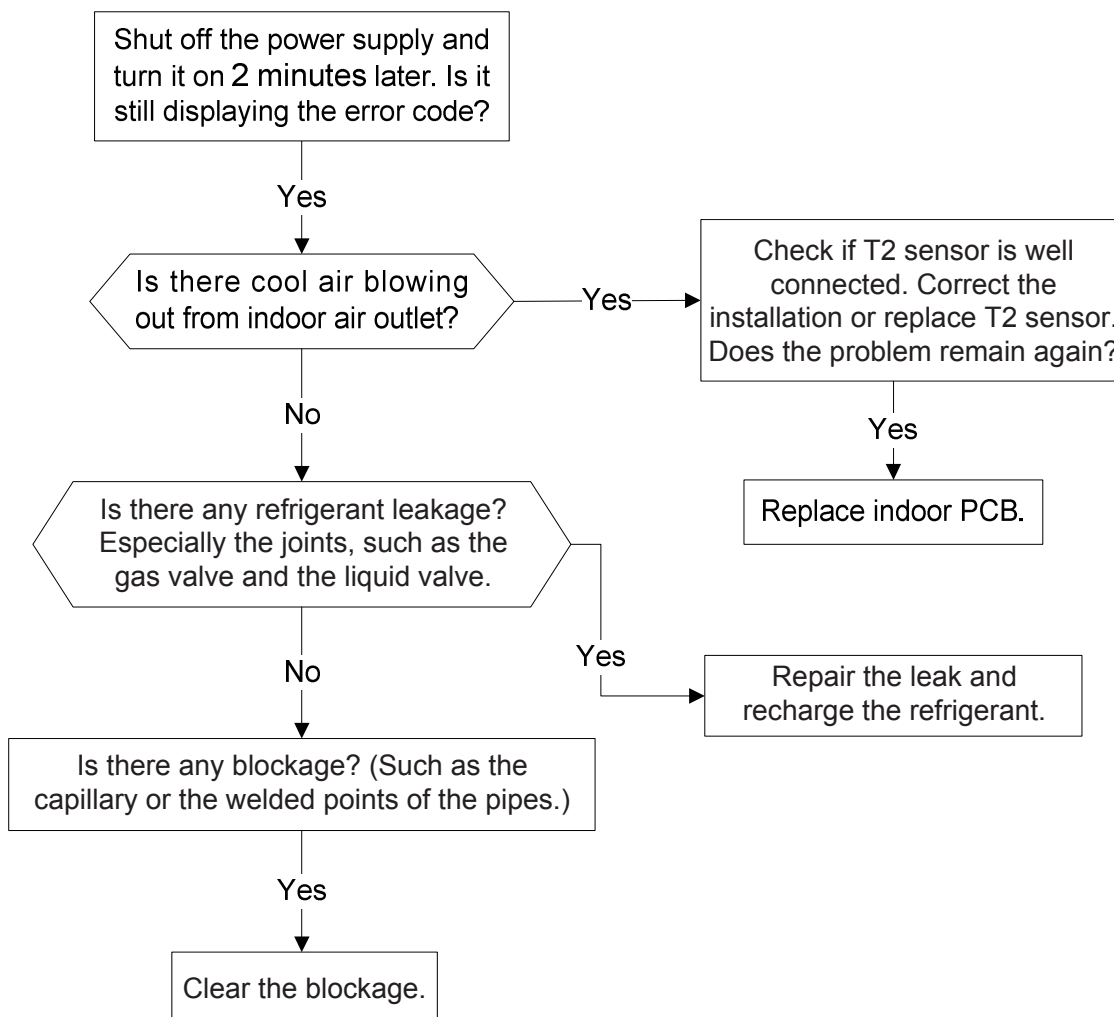 Shut off the power supply and
turn it on 2 minutes later. Is it
still displaying the error code?
Yes
Is there cool air blowing
out from indoor air outlet?
Yes
Check if T2 sensor is well
connected. Correct the
installation or replace T2 sensor.
Does the problem remain again?
Yes
Replace indoor PCB.
No
Is there any refrigerant leakage?
Especially the joints, such as the
gas valve and the liquid valve.
Yes
Repair the leak and
recharge the refrigerant.
No
Is there any blockage? (Such as the
capillary or the welded points of the pipes.)
Yes
Clear the blockage.